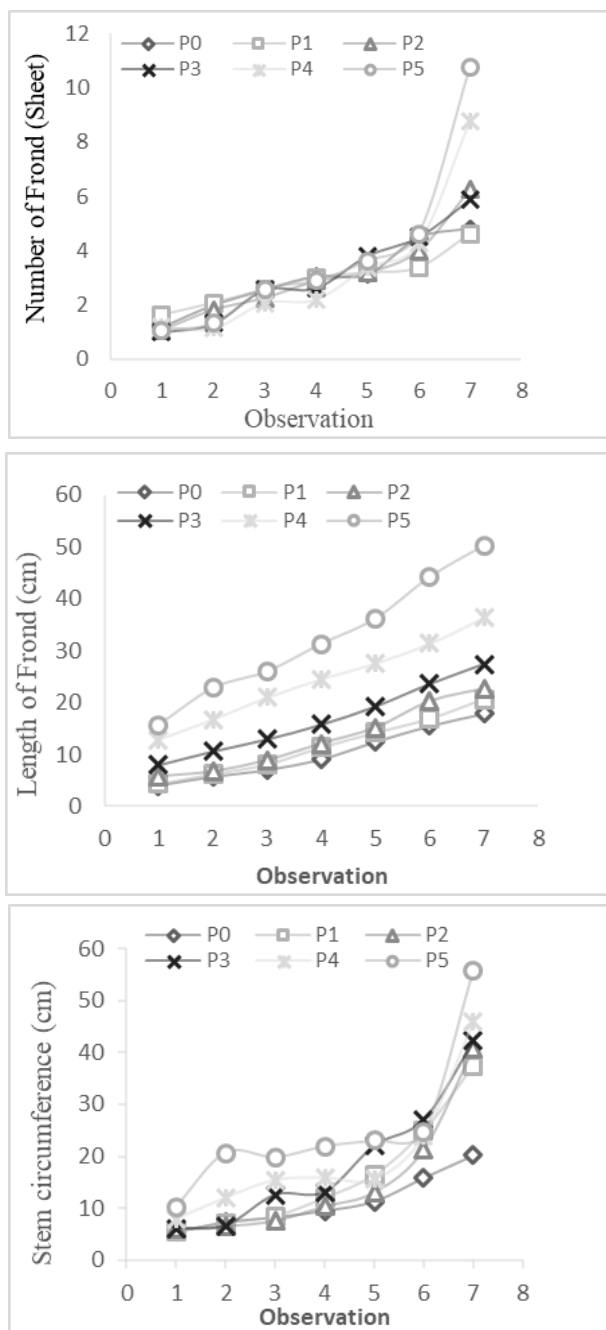 12
P0 P1 P2
P3 P4 P5
10
8
6
4
2
0
0 1 2 3 4 5 6 7 8
Number of Frond (Sheet)
Observation
60
P0 P1 P2
P3 P4 P5
50
40
30
20
10
0
0 1 2 3 4 5 6 7 8
Length of Frond (cm)
Observation
60
P0 P1 P2
P3 P4 P5
50
40
30
20
10
0
0 1 2 3 4 5 6 7 8
Stem circumference (cm)
Observation